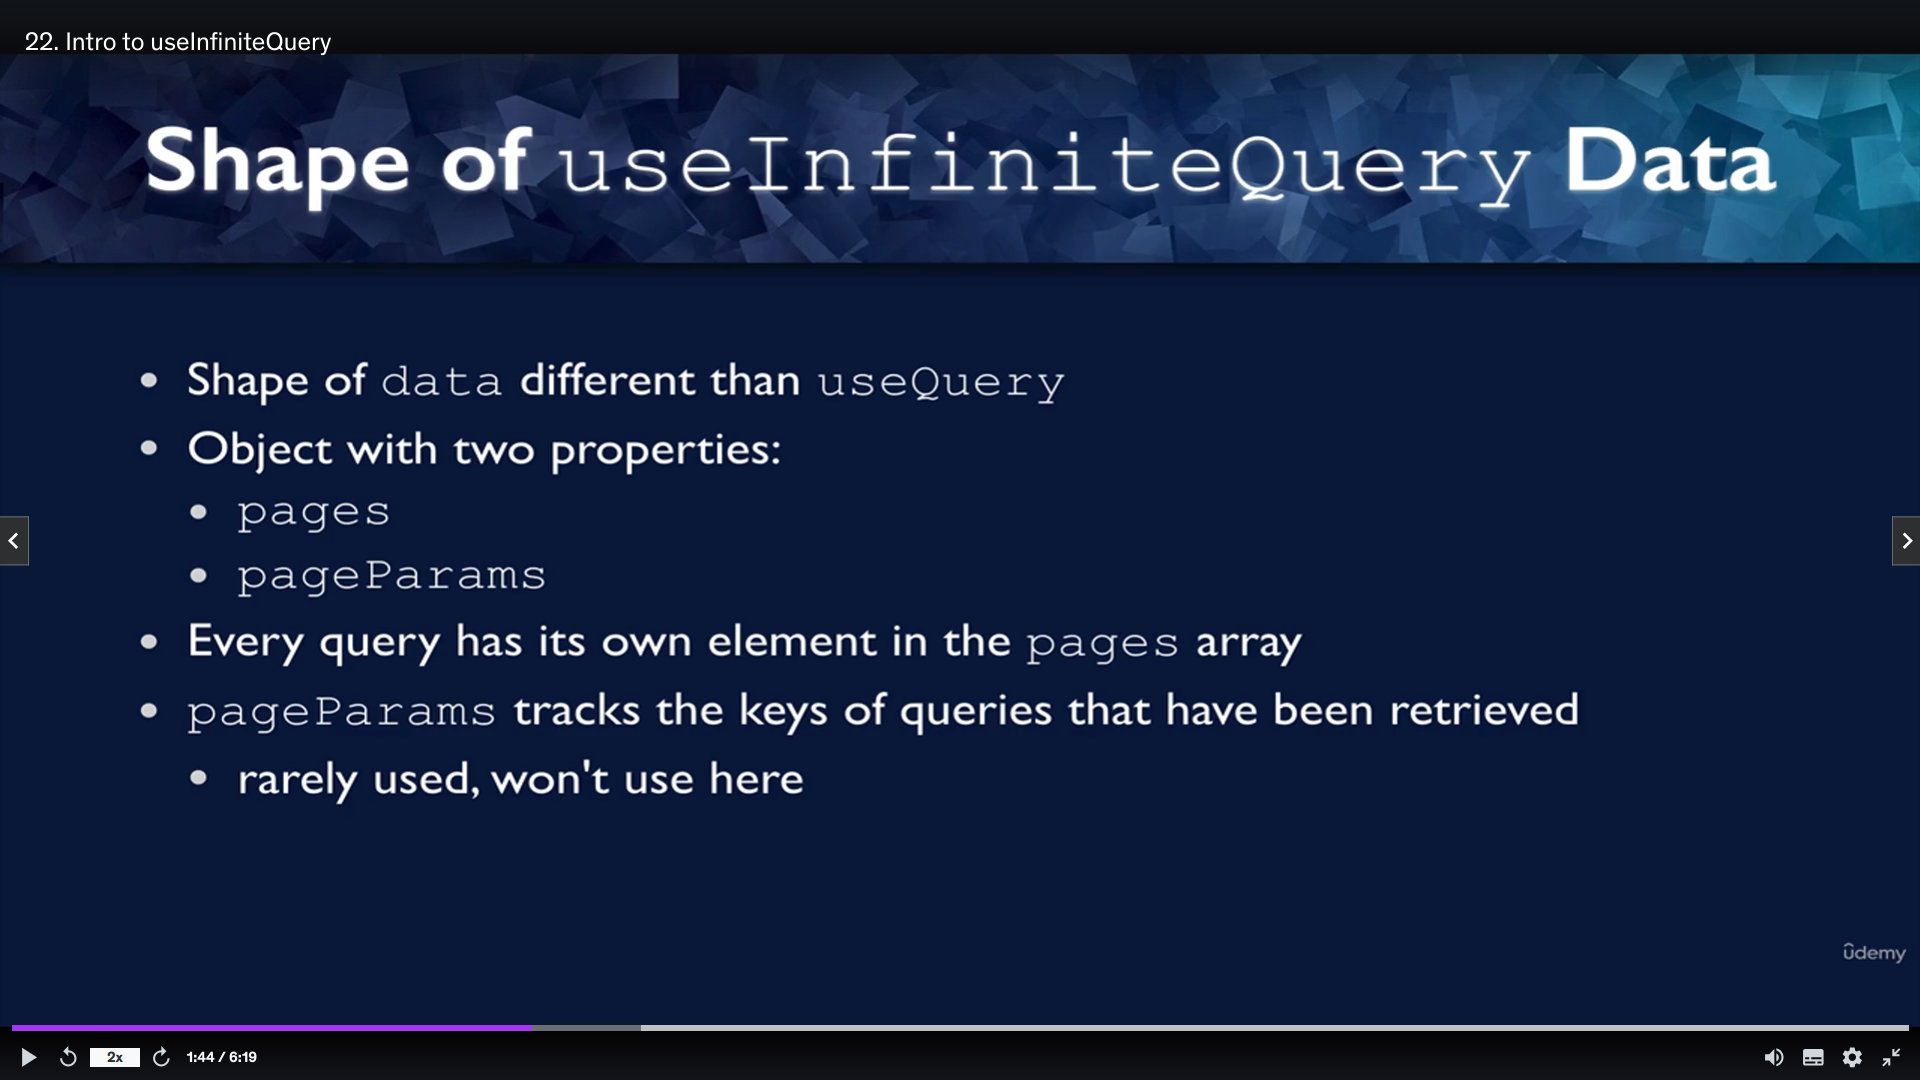 22. Intro to useInfiniteQuery
Shape of useInfiniteQuery Data
• Shape of data different than useQuery
• Object with two properties:
• pages
• pageParams
• Every query has its own element in the pages array
• pageParams tracks the keys of queries that have been retrieved
• rarely used, won't use here
ûdemy
2x
1:44 / 6:19